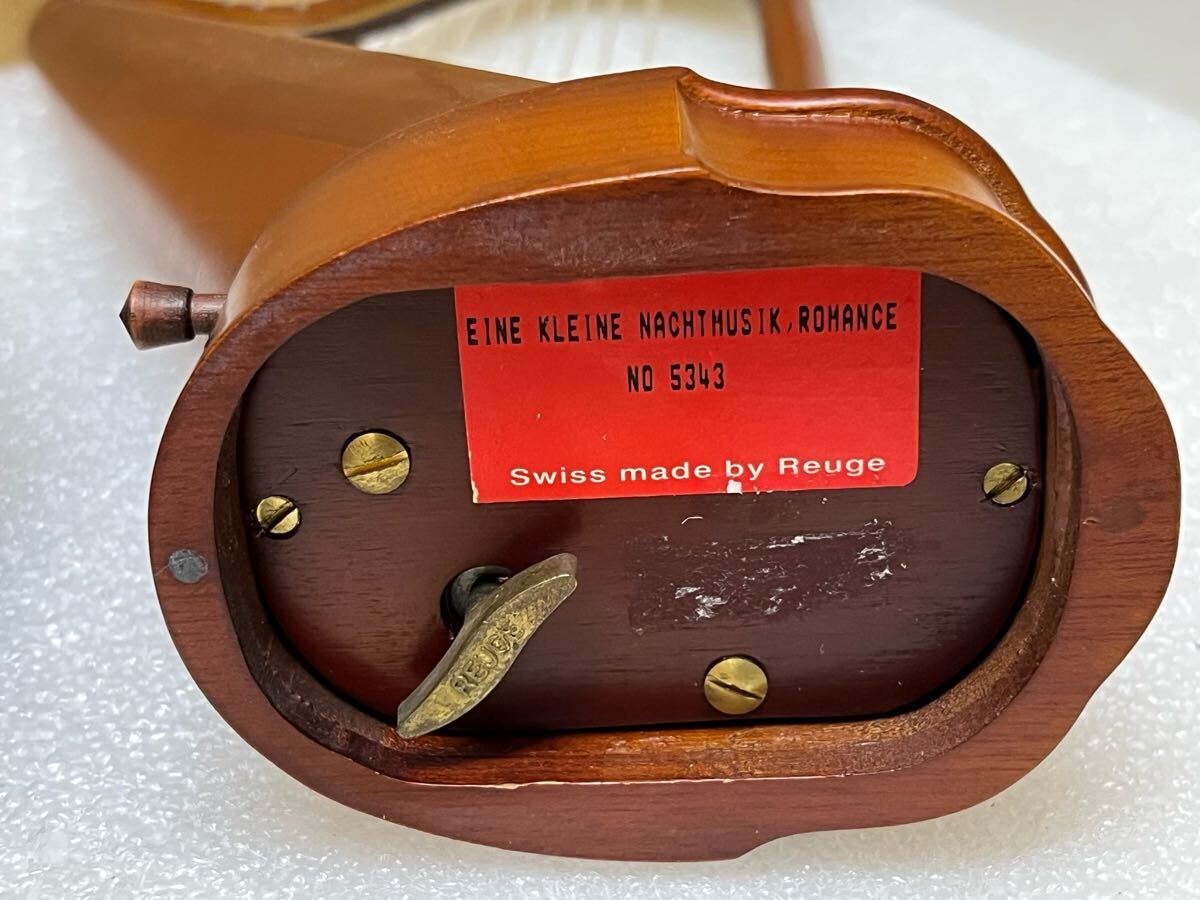 EINE KLEINE NACHTMUSIK,ROMANCE
NO 5343
Swiss made by Reuge
REUGE